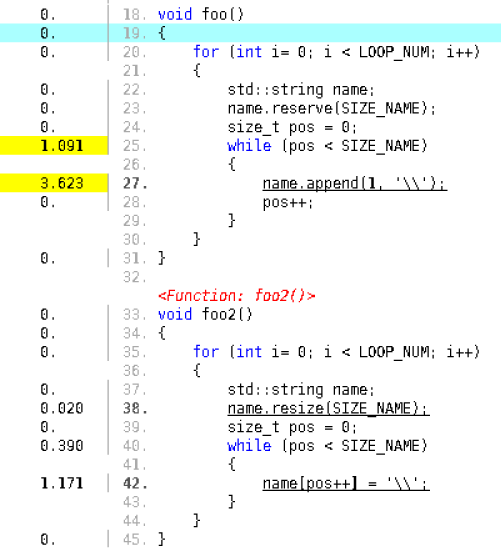 0. 18. void foo()
0. 19. {
0. 20. for (int i= 0; i < LOOP_NUM; i++)
21. {
0. 22. std::string name;
0. 23. name.reserve(SIZE_NAME);
0. 24. size_t pos = 0;
1.091 25. while (pos < SIZE_NAME)
26. {
3.623 27. name.append(1, '\\');
0. 28. pos++;
29. }
30. }
0. 31. }
32.
<Function: foo2()>
0. 33. void foo2()
0. 34. {
0. 35. for (int i= 0; i < LOOP_NUM; i++)
36. {
0. 37. std::string name;
0.020 38. name.resize(SIZE_NAME);
0. 39. size_t pos = 0;
0.390 40. while (pos < SIZE_NAME)
41. {
1.171 42. name[pos++] = '\\';
43. }
44. }
0. 45. }